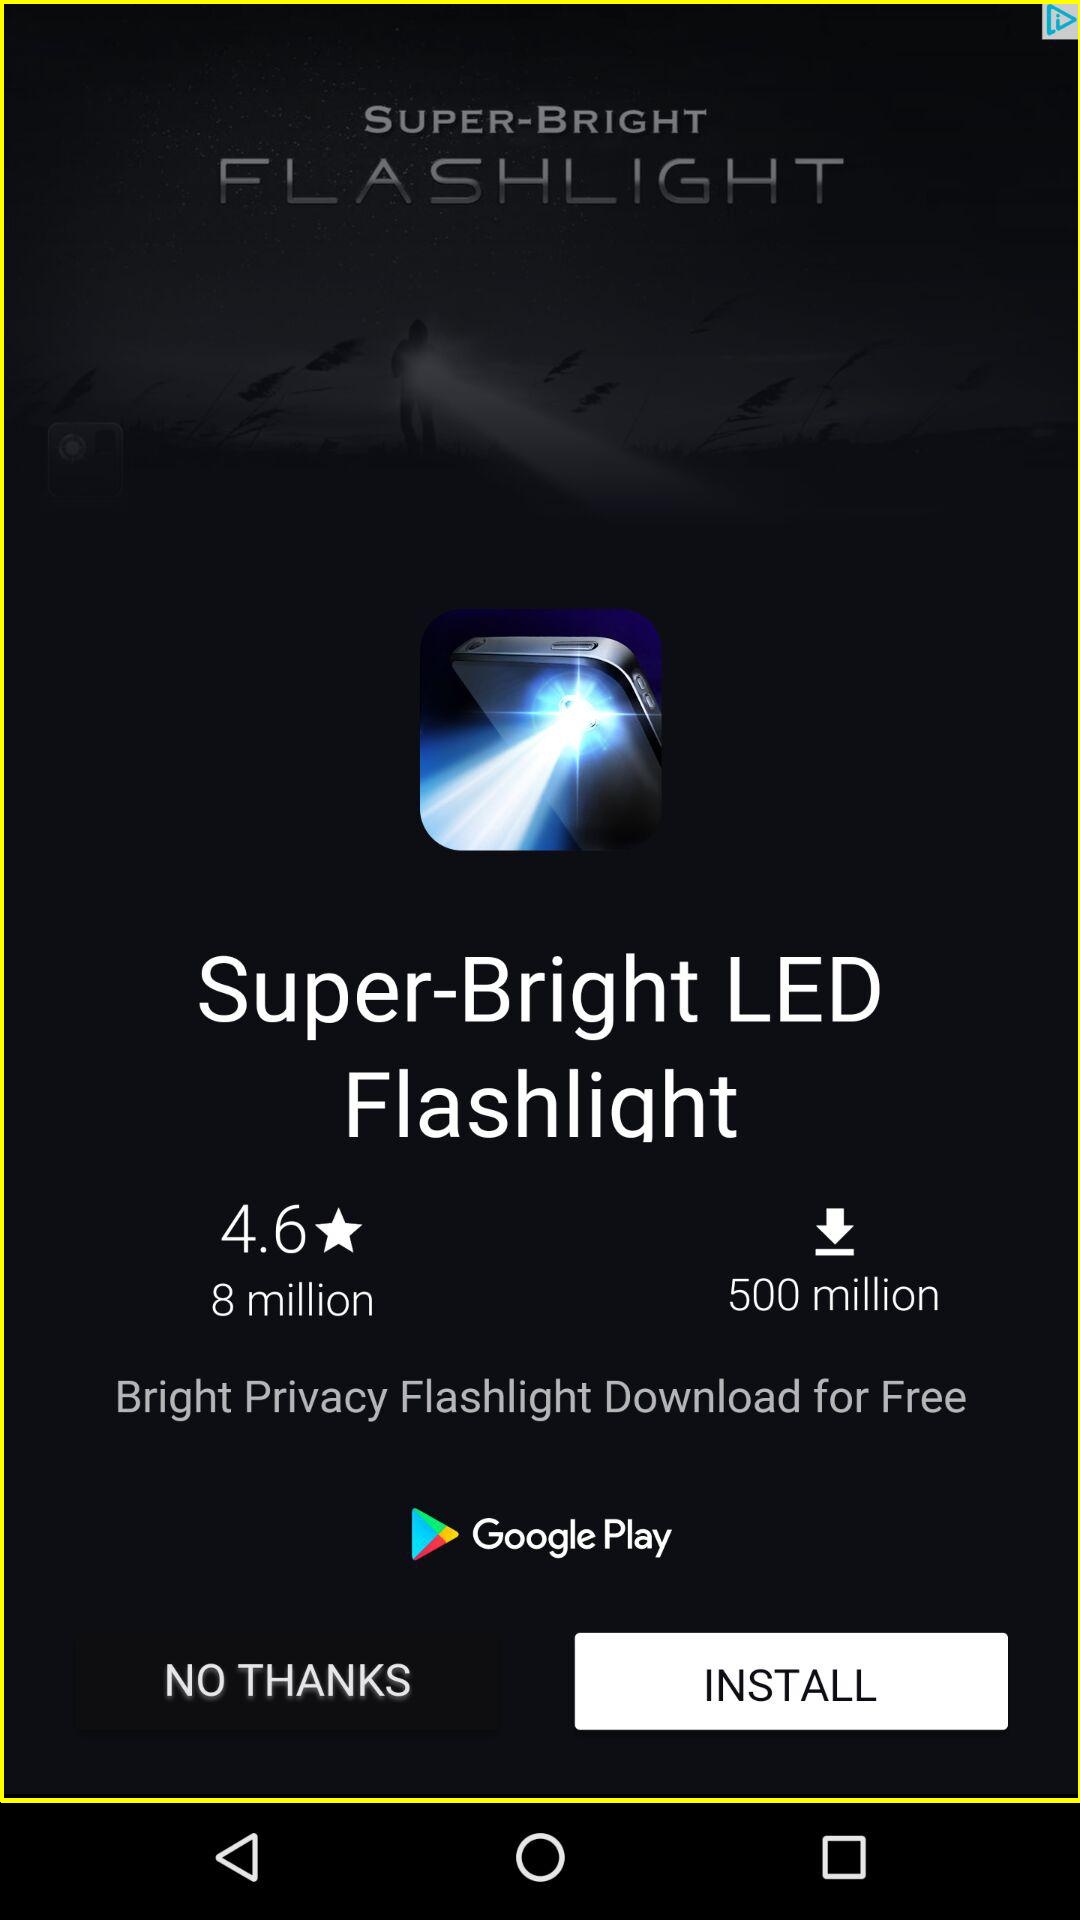 SUPER-BRIGHT
FLASHLIGHT
Super-Bright LED
Flashlight
4.6
8 million
500 million
Bright Privacy Flashlight Download for Free
Google Play
NO THANKS
INSTALL